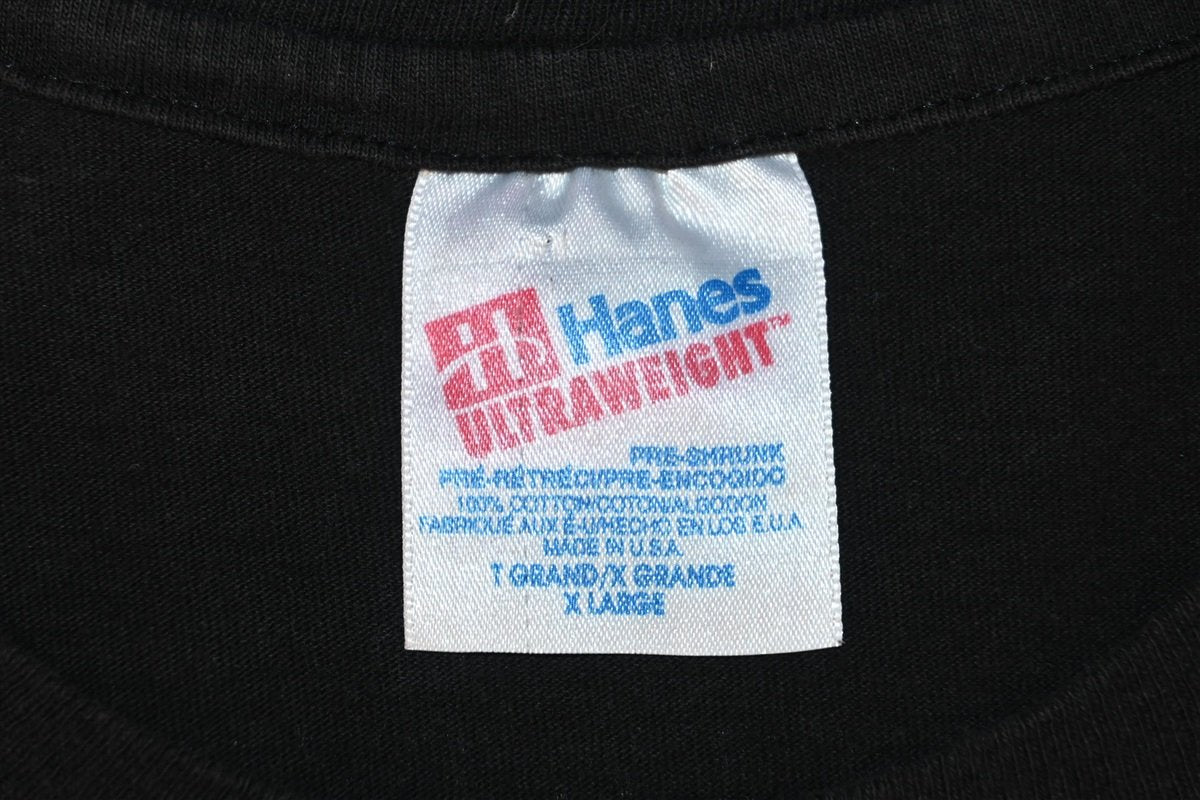 Hanes
ULTRAWEIGHT™
PRE-SHRUNK
PRÉ-RÉTRÉCI/PRE-ENCOGIDO
100% COTTON/COTON/ALGODON
FABRIQUÉ AUX É-U/HECHO EN LOS E.U.A
MADE IN U.S.A.
T GRAND/X GRANDE
X LARGE